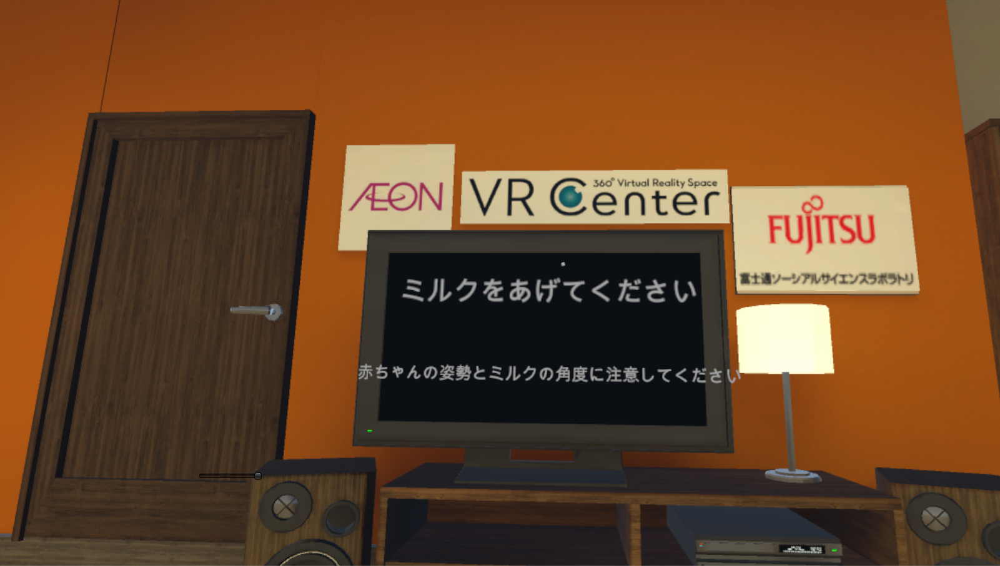 ÆON
VR Center
360° Virtual Reality Space
FUJITSU
富士通ソーシアルサイエンスラボラトリ
ミルクをあげてください
赤ちゃんの姿勢とミルクの角度に注意してください